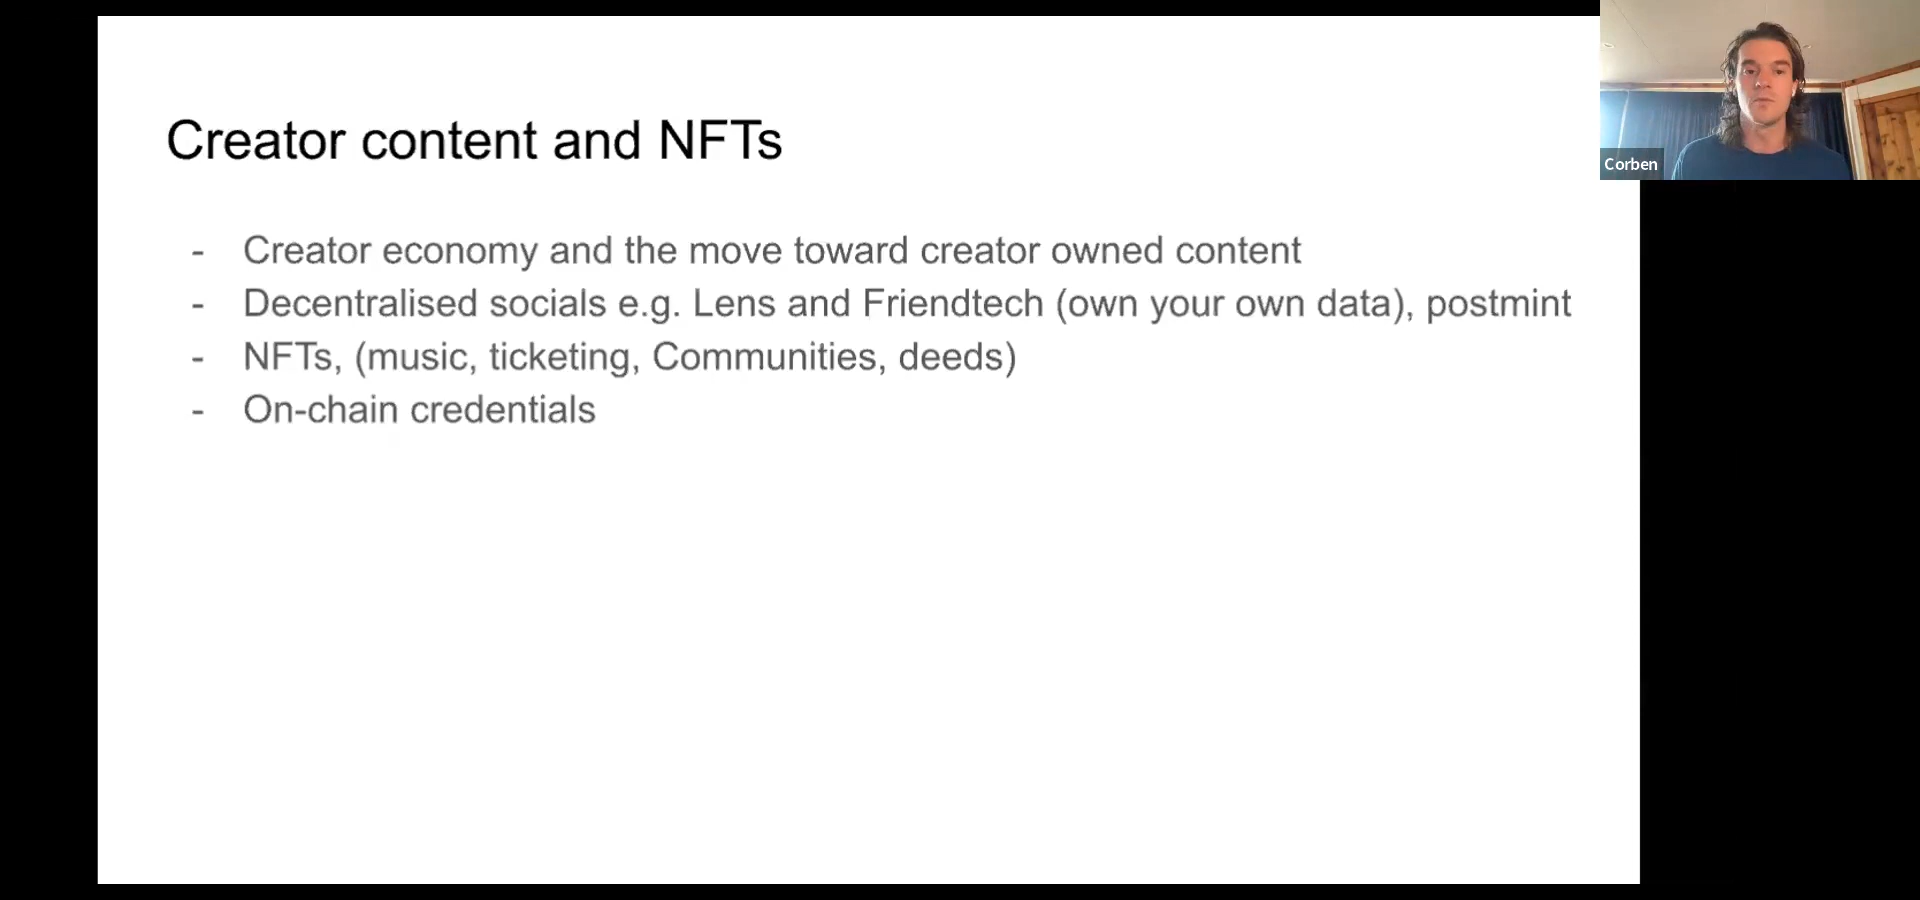 Creator content and NFTs
- Creator economy and the move toward creator owned content
- Decentralised socials e.g. Lens and Friendtech (own your own data), postmint
- NFTs, (music, ticketing, Communities, deeds)
- On-chain credentials
Corben